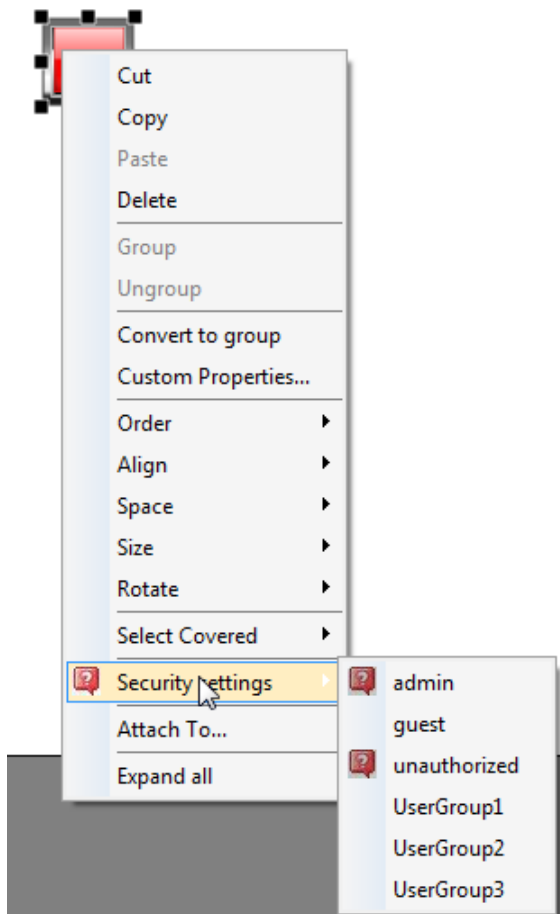 Cut
Copy
Paste
Delete
Group
Ungroup
Convert to group
Custom Properties...
Order
Align
Space
Size
Rotate
Select Covered
Security settings
Attach To...
Expand all
admin
guest
unauthorized
UserGroup1
UserGroup2
UserGroup3